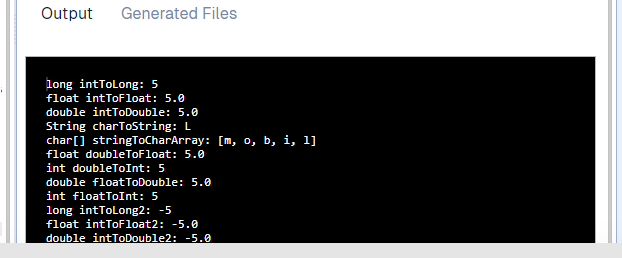 Output Generated Files
long intToLong: 5
float intToFloat: 5.0
double intToDouble: 5.0
String charToString: L
char[] stringToCharArray: [m, o, b, i, l]
float doubleToFloat: 5.0
int doubleToInt: 5
double floatToDouble: 5.0
int floatToInt: 5
long intToLong2: -5
float intToFloat2: -5.0
double intToDouble2: -5.0